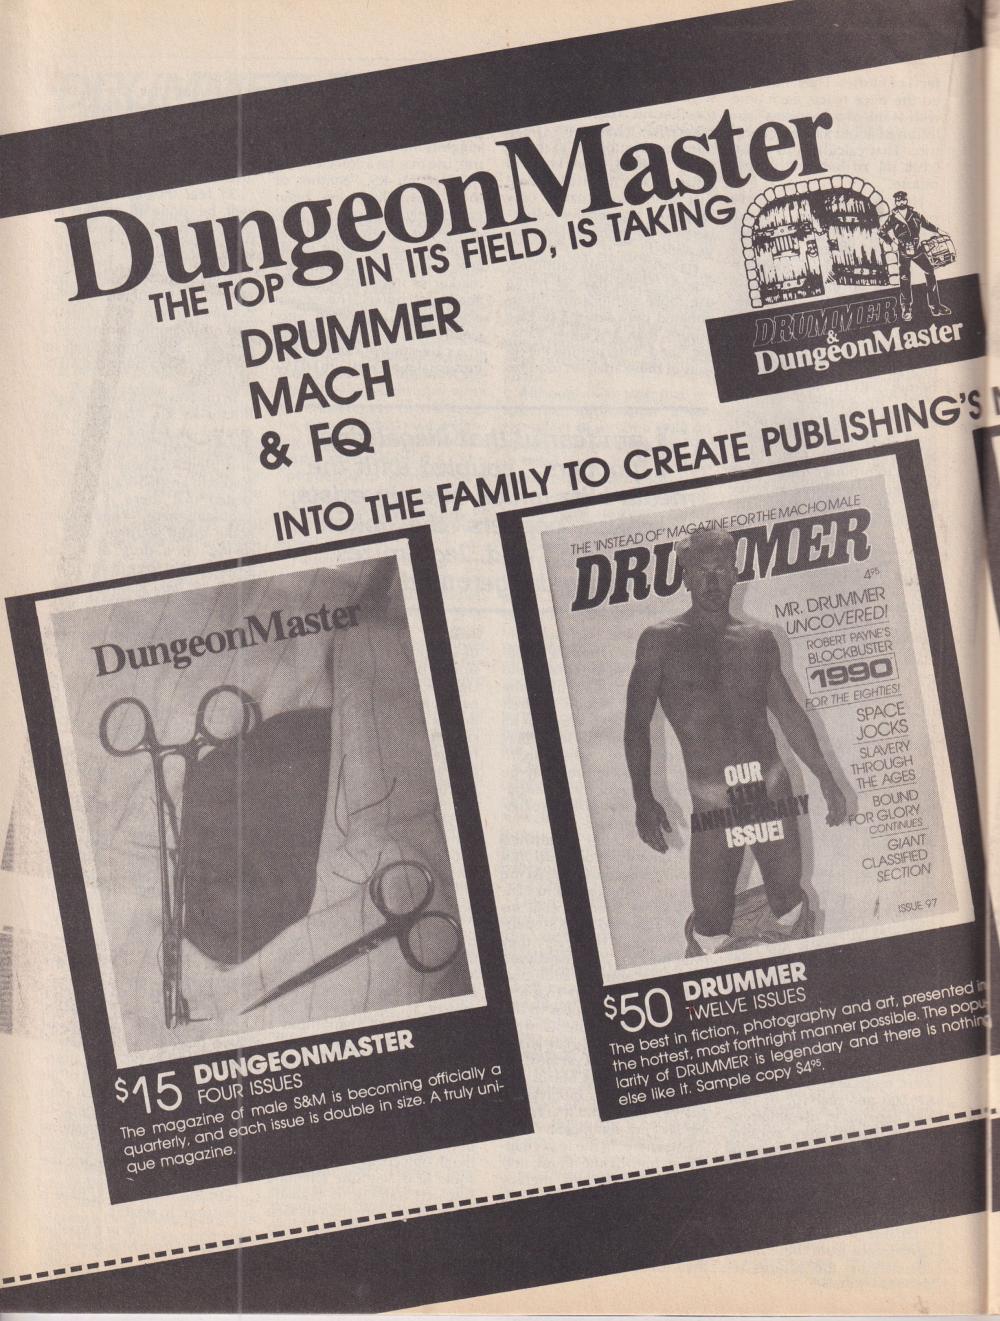 DungeonMaster
THE TOP IN ITS FIELD, IS TAKING
DRUMMER
MACH
& FQ
DRUMMER
&
DungeonMaster
INTO THE FAMILY TO CREATE PUBLISHING'S
DungeonMaster
THE 'INSTEAD OF' MAGAZINE FOR THE MACHO MALE
DRUMMER
4⁹⁵
MR. DRUMMER
UNCOVERED!
ROBERT PAYNE'S
BLOCKBUSTER
1990
FOR THE EIGHTIES!
SPACE
JOCKS
SLAVERY
THROUGH
THE AGES
BOUND
FOR GLORY
CONTINUES
GIANT
CLASSIFIED
SECTION
ISSUE 97
OUR
11TH
ANNIVERSARY
ISSUE!
$15 DUNGEONMASTER
FOUR ISSUES
The magazine of male S&M is becoming officially a
quarterly, and each issue is double in size. A truly uni-
que magazine.
$50 DRUMMER
TWELVE ISSUES
The best in fiction, photography and art, presented in
the hottest, most forthright manner possible. The popu-
larity of DRUMMER is legendary and there is nothing
else like it. Sample copy $4⁹⁵.